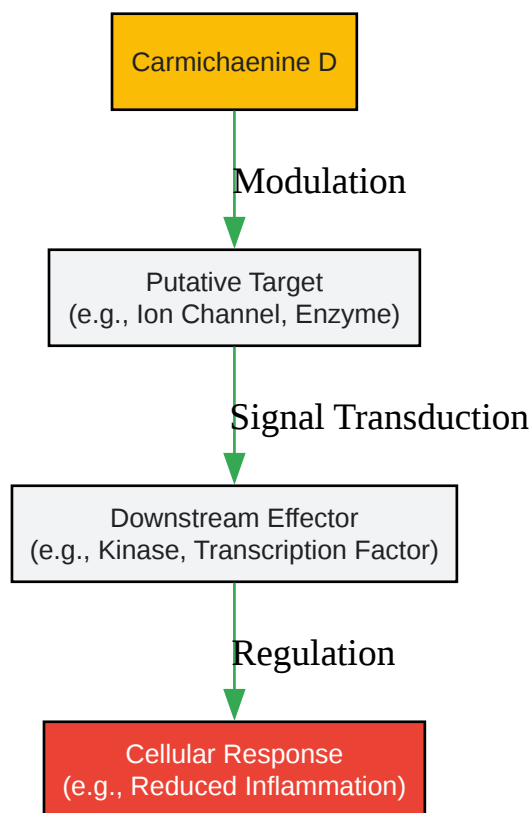 Carmichaenine D
Modulation
Putative Target
(e.g., Ion Channel, Enzyme)
Signal Transduction
Downstream Effector
(e.g., Kinase, Transcription Factor)
Regulation
Cellular Response
(e.g., Reduced Inflammation)